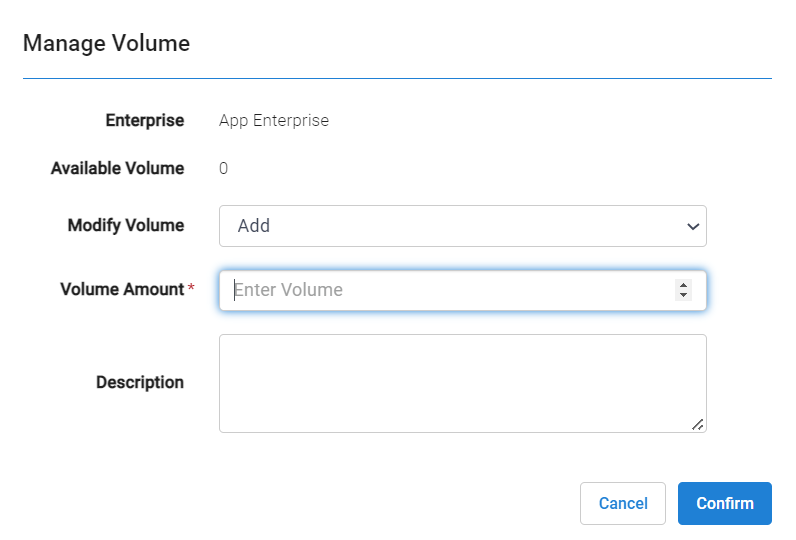 Manage Volume
Enterprise App Enterprise
Available Volume 0
Modify Volume Add
Volume Amount * Enter Volume
Description
Cancel Confirm